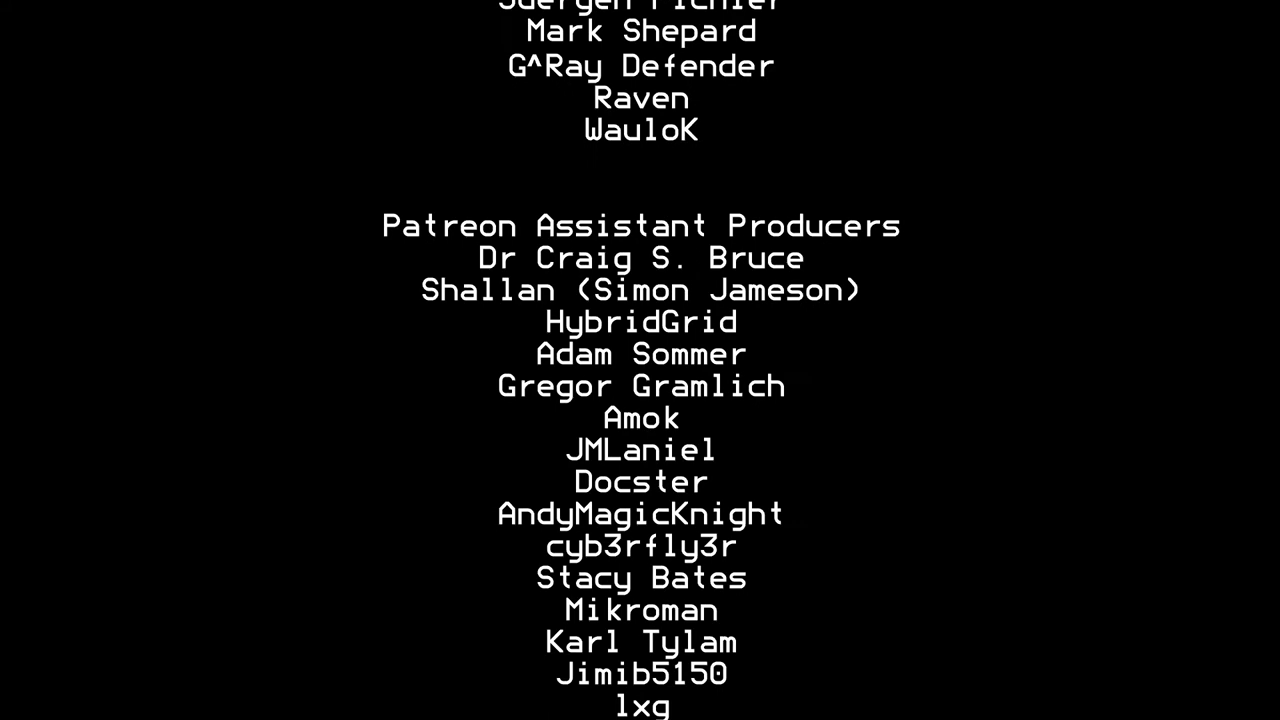 Mark Shepard
G^Ray Defender
Raven
WauloK
Patreon Assistant Producers
Dr Craig S. Bruce
Shallan (Simon Jameson)
HybridGrid
Adam Sommer
Gregor Gramlich
Amok
JMLaniel
Docster
AndyMagicKnight
cyb3rfly3r
Stacy Bates
Mikroman
Karl Tylam
Jimib5150
lxg